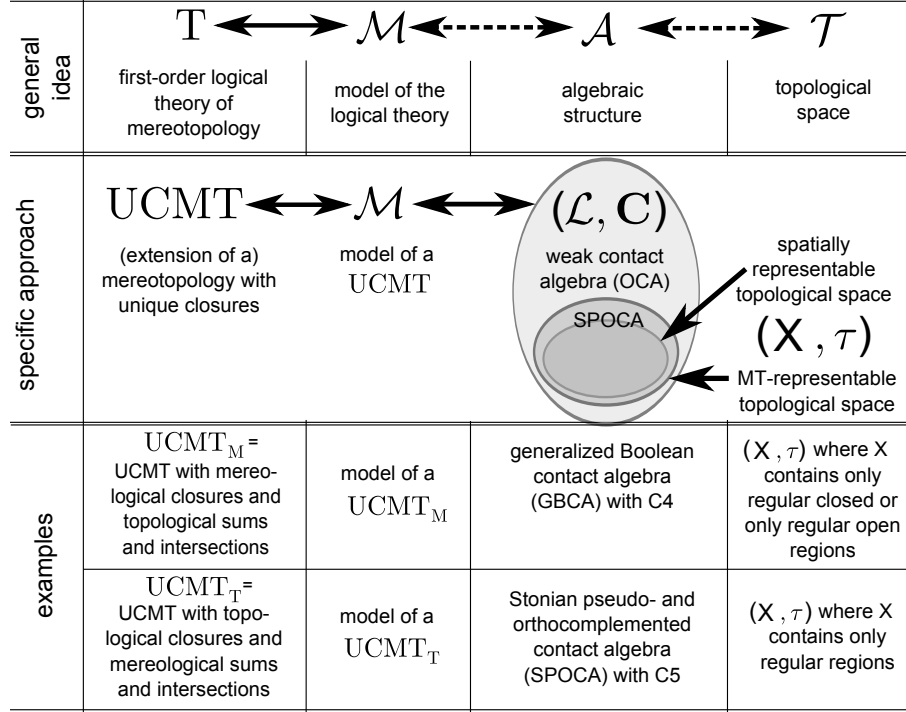 general
idea
T
ℳ
𝒜
𝒯
first-order logical
theory of
mereotopology
model of the
logical theory
algebraic
structure
topological
space
specific approach
UCMT
ℳ
(ℒ, C)
(extension of a)
mereotopology with
unique closures
model of a
UCMT
weak contact
algebra (OCA)
SPOCA
spatially
representable
topological space
(X , τ)
MT-representable
topological space
examples
UCMT_M =
UCMT with mereo-
logical closures and
topological sums
and intersections
model of a
UCMT_M
generalized Boolean
contact algebra
(GBCA) with C4
(X , τ) where X
contains only
regular closed or
only regular open
regions
UCMT_T =
UCMT with topo-
logical closures and
mereological sums
and intersections
model of a
UCMT_T
Stonian pseudo- and
orthocomplemented
contact algebra
(SPOCA) with C5
(X , τ) where X
contains only
regular regions